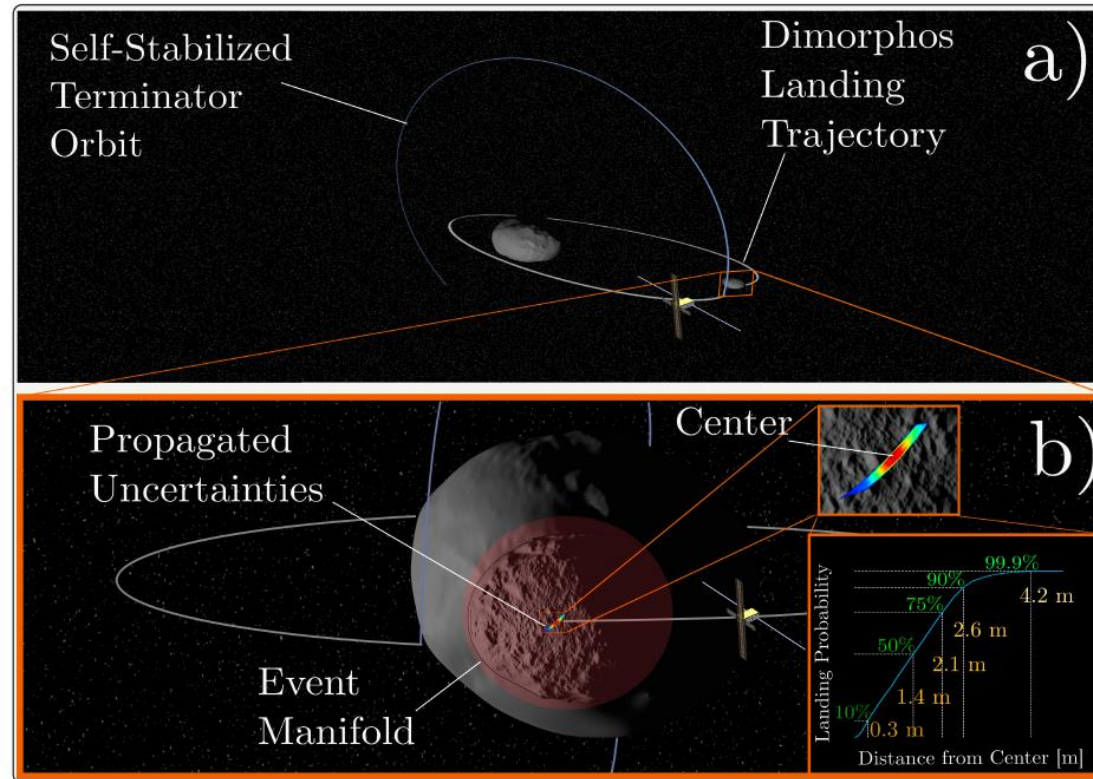 Self-Stabilized
Terminator
Orbit
Dimorphos
Landing
Trajectory
a)
Propagated
Uncertainties
Center
b)
Event
Manifold
Landing Probability
99.9%
90%
75%
50%
10%
4.2 m
2.6 m
2.1 m
1.4 m
0.3 m
Distance from Center [m]